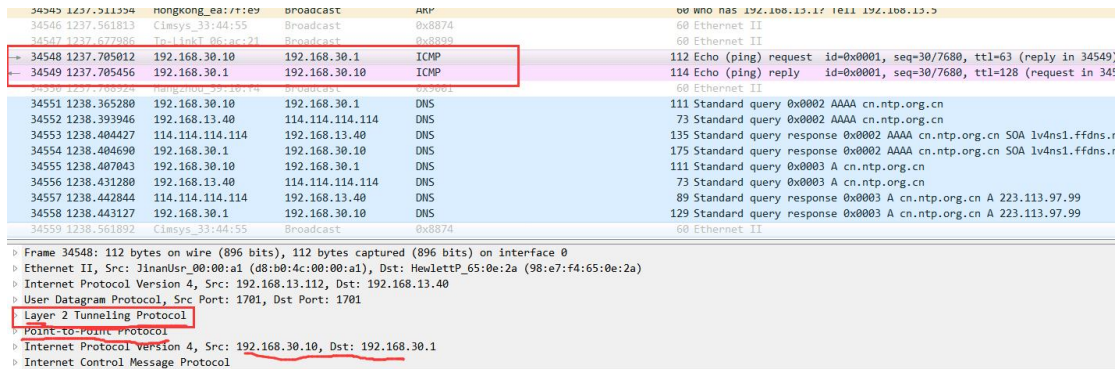 34545 1237.511354 Hongkong_ea:7f:e9 Broadcast ARP 60 Who has 192.168.13.1? Tell 192.168.13.5
34546 1237.561813 Cimsys_33:44:55 Broadcast 0x8874 60 Ethernet II
34547 1237.677986 Tp-LinkT_06:ac:21 Broadcast 0x8899 60 Ethernet II
34548 1237.705012 192.168.30.10 192.168.30.1 ICMP 112 Echo (ping) request id=0x0001, seq=30/7680, ttl=63 (reply in 34549)
34549 1237.705456 192.168.30.1 192.168.30.10 ICMP 114 Echo (ping) reply id=0x0001, seq=30/7680, ttl=128 (request in 345
34550 1237.788924 Broadcast 60 Ethernet II
34551 1238.365280 192.168.30.10 192.168.30.1 DNS 111 Standard query 0x0002 AAAA cn.ntp.org.cn
34552 1238.393946 192.168.13.40 114.114.114.114 DNS 73 Standard query 0x0002 AAAA cn.ntp.org.cn
34553 1238.404427 114.114.114.114 192.168.13.40 DNS 135 Standard query response 0x0002 AAAA cn.ntp.org.cn SOA lv4ns1.ffdns.n
34554 1238.404690 192.168.30.1 192.168.30.10 DNS 175 Standard query response 0x0002 AAAA cn.ntp.org.cn SOA lv4ns1.ffdns.n
34555 1238.407043 192.168.30.10 192.168.30.1 DNS 111 Standard query 0x0003 A cn.ntp.org.cn
34556 1238.431280 192.168.13.40 114.114.114.114 DNS 73 Standard query 0x0003 A cn.ntp.org.cn
34557 1238.442844 114.114.114.114 192.168.13.40 DNS 89 Standard query response 0x0003 A cn.ntp.org.cn A 223.113.97.99
34558 1238.443127 192.168.30.1 192.168.30.10 DNS 129 Standard query response 0x0003 A cn.ntp.org.cn A 223.113.97.99
34559 1238.561892 Cimsys_33:44:55 Broadcast 0x8874 60 Ethernet II
Frame 34548: 112 bytes on wire (896 bits), 112 bytes captured (896 bits) on interface 0
Ethernet II, Src: JinanUsr_00:00:a1 (d8:b0:4c:00:00:a1), Dst: HewlettP_65:0e:2a (98:e7:f4:65:0e:2a)
Internet Protocol Version 4, Src: 192.168.13.112, Dst: 192.168.13.40
User Datagram Protocol, Src Port: 1701, Dst Port: 1701
Layer 2 Tunneling Protocol
Point-to-Point Protocol
Internet Protocol Version 4, Src: 192.168.30.10, Dst: 192.168.30.1
Internet Control Message Protocol